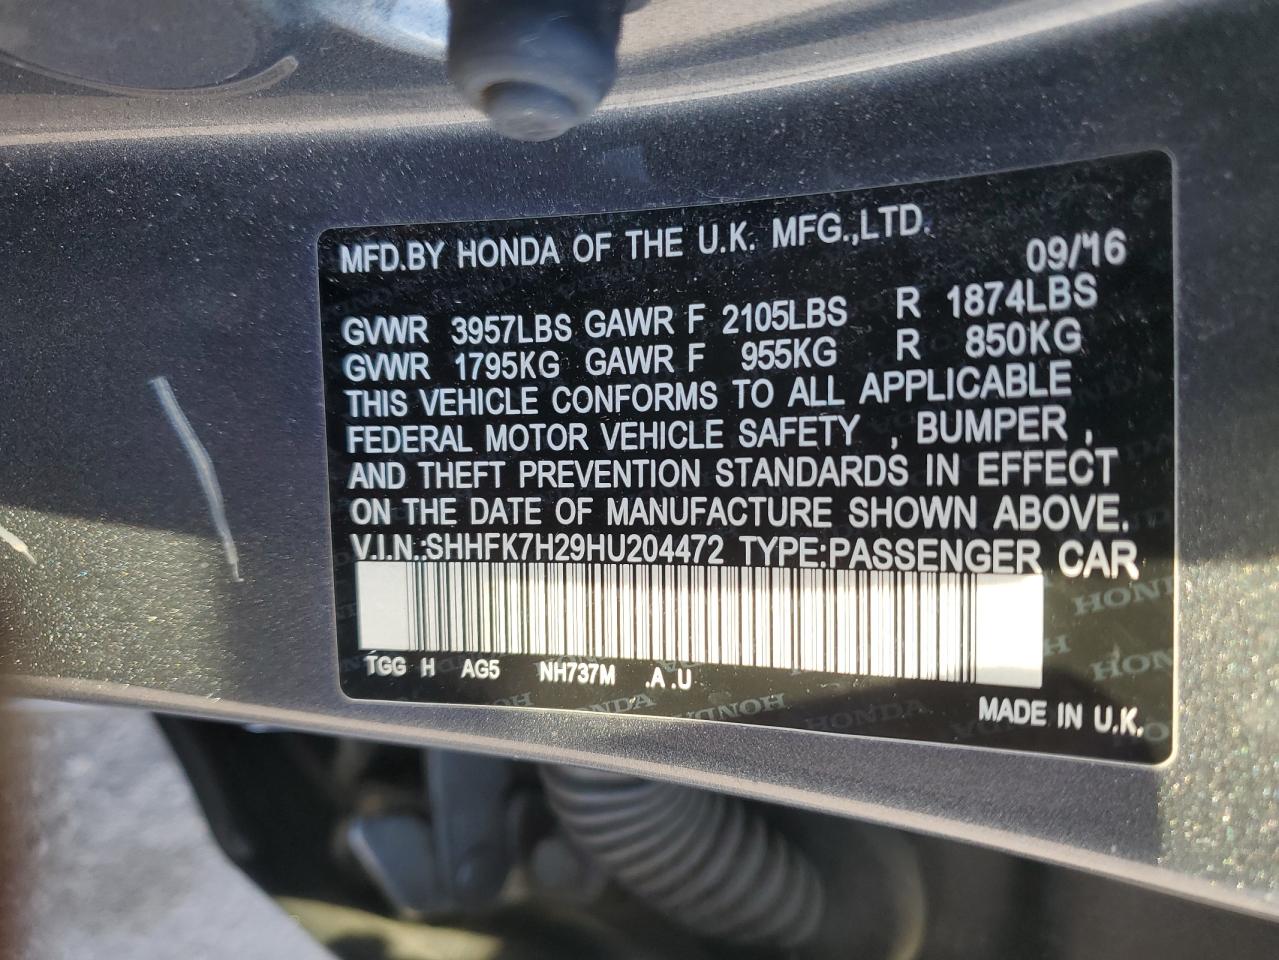 MFD.BY HONDA OF THE U.K. MFG.,LTD.
09/16
GVWR 3957LBS GAWR F 2105LBS R 1874LBS
GVWR 1795KG GAWR F 955KG R 850KG
THIS VEHICLE CONFORMS TO ALL APPLICABLE
FEDERAL MOTOR VEHICLE SAFETY , BUMPER ,
AND THEFT PREVENTION STANDARDS IN EFFECT
ON THE DATE OF MANUFACTURE SHOWN ABOVE.
V.I.N.:SHHFK7H29HU204472 TYPE:PASSENGER CAR
TGG H AG5 NH737M .A .U
MADE IN U.K.